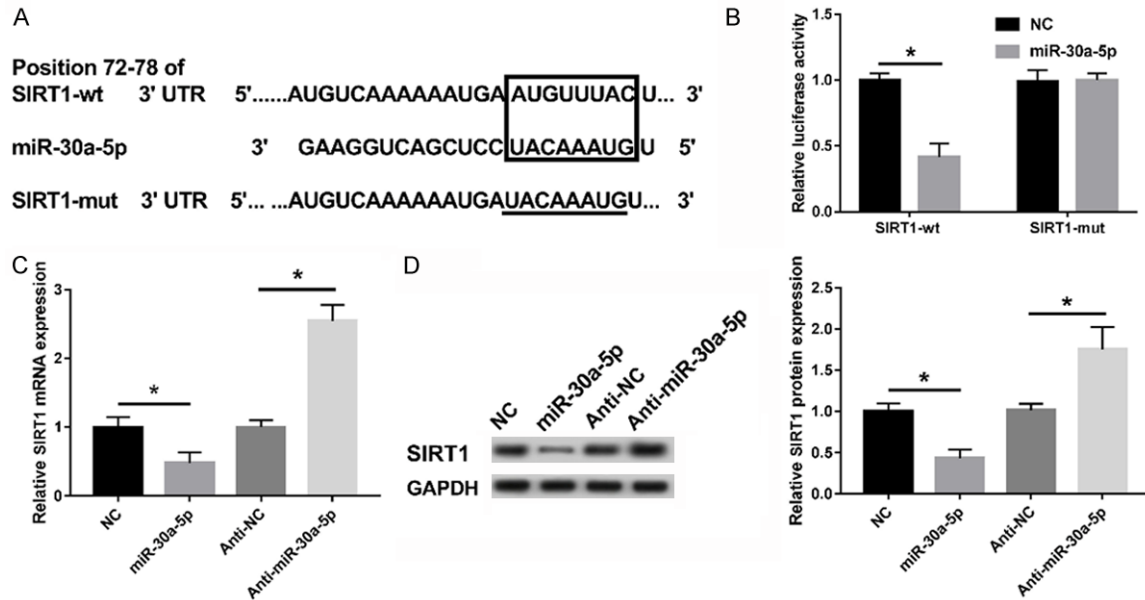 A
Position 72-78 of
SIRT1-wt 3' UTR 5'......AUGUCAAAAAAUGA AUGUUUAC U... 3'
miR-30a-5p 3' GAAGGUCAGCUCC UACAAAUG U 5'
SIRT1-mut 3' UTR 5'... ...AUGUCAAAAAAUGAUACAAAUGU... 3'
B
Relative luciferase activity
1.5
1.0
0.5
0.0
*
NC
miR-30a-5p
SIRT1-wt
SIRT1-mut
C
Relative SIRT1 mRNA expression
3
2
1
0
*
*
NC
miR-30a-5p
Anti-NC
Anti-miR-30a-5p
D
NC
miR-30a-5p
Anti-NC
Anti-miR-30a-5p
SIRT1
GAPDH
Relative SIRT1 protein expression
2.5
2.0
1.5
1.0
0.5
0.0
*
*
NC
miR-30a-5p
Anti-NC
Anti-miR-30a-5p